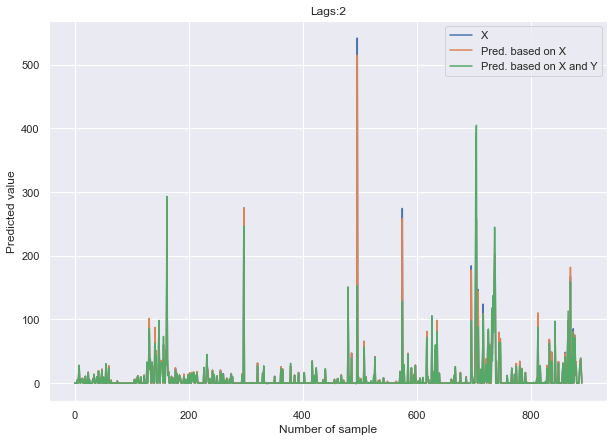 Lags:2
X
Pred. based on X
Pred. based on X and Y
500
400
300
200
100
0
Predicted value
0
200
400
600
800
Number of sample